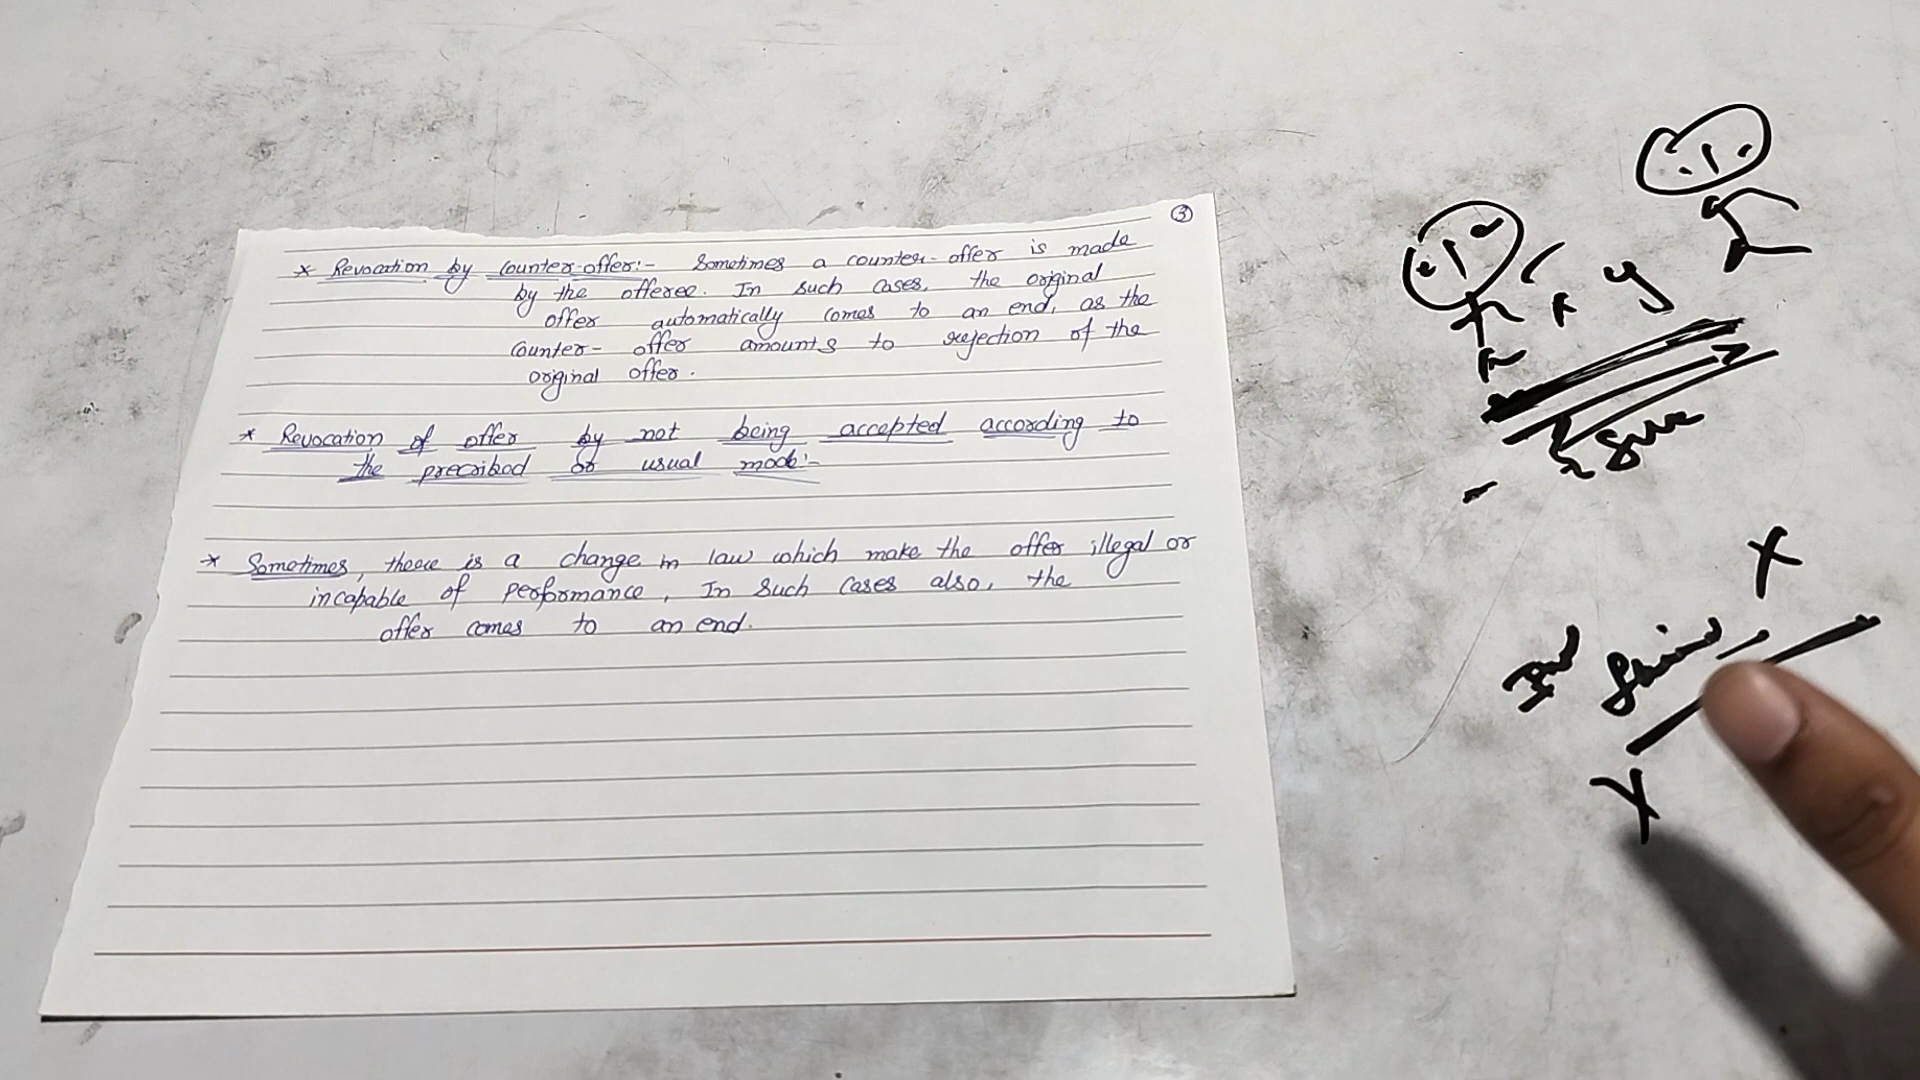 ③
* Revocation by Counter-offer:- Sometimes a counter-offer is made
by the offeree. In such cases, the original
offer automatically comes to an end, as the
Counter-offer amounts to rejection of the
original offer.
* Revocation of offer by not being accepted according to
the precribed or usual mode:-
* Sometimes, there is a change in law which make the offer illegal or
incapable of performance, In Such Cases also, the
offer comes to an end.
x y
X
Y